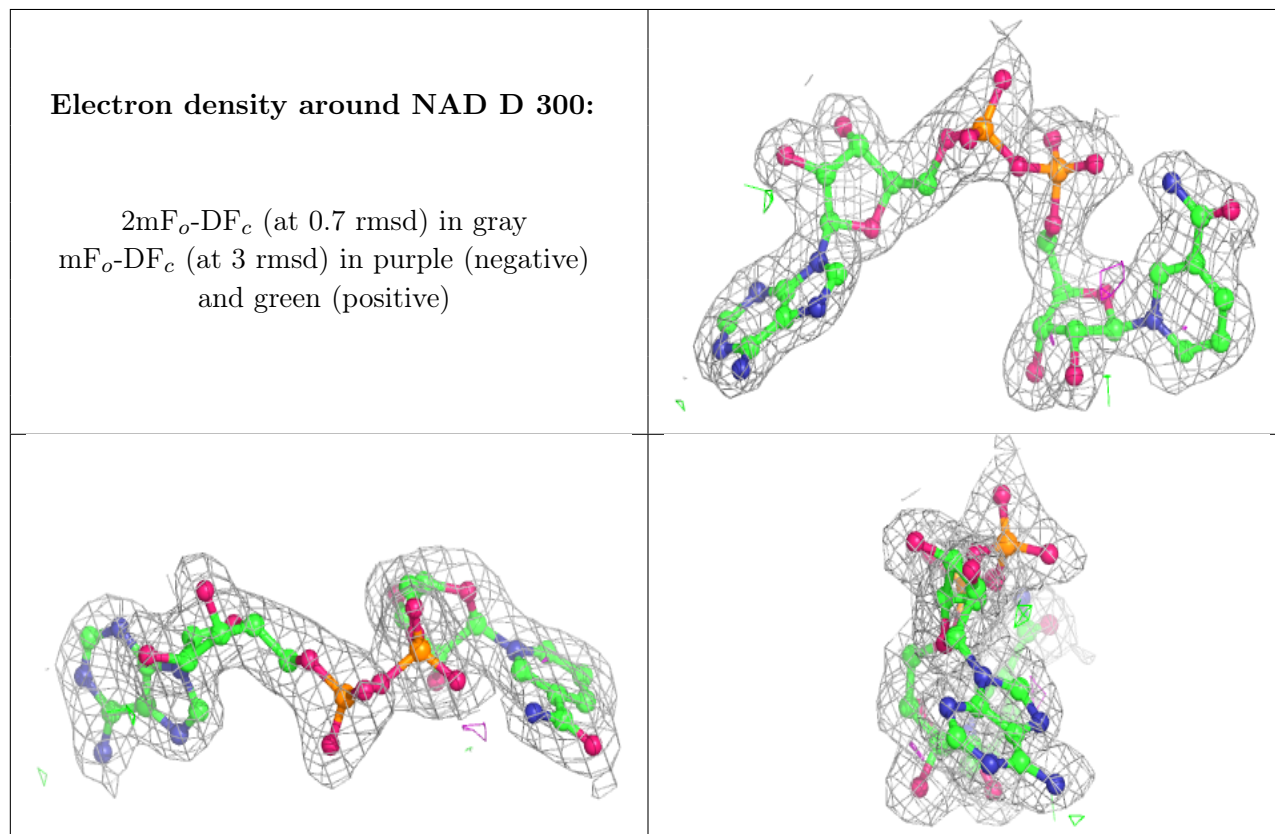 Electron density around NAD D 300:
2mFo-DFc (at 0.7 rmsd) in gray
mFo-DFc (at 3 rmsd) in purple (negative)
and green (positive)